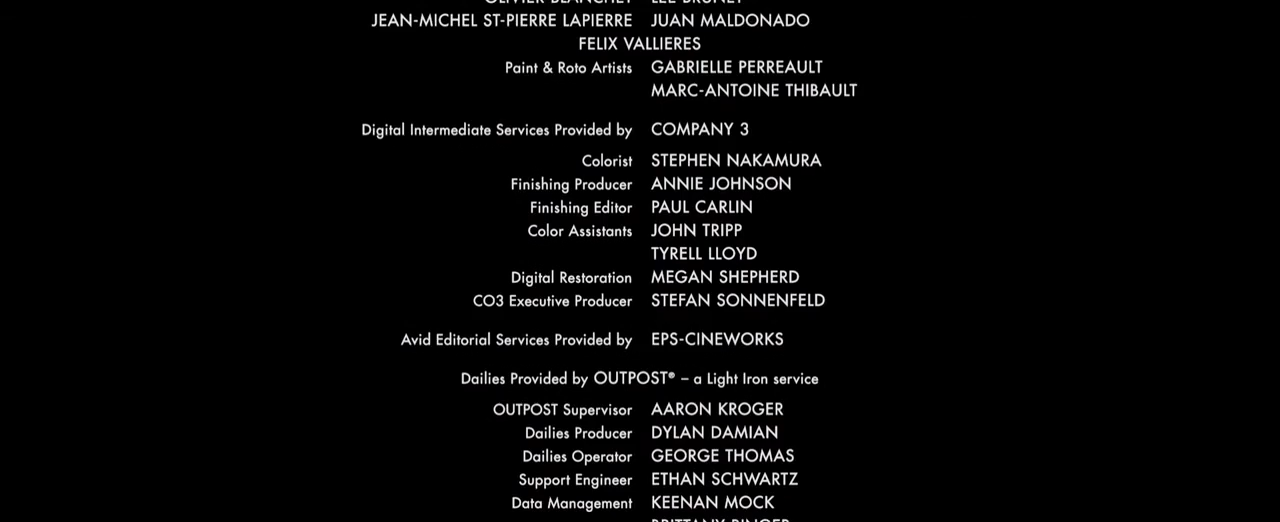 OLIVIER BLANCHET LEE BRUNET
JEAN-MICHEL ST-PIERRE LAPIERRE JUAN MALDONADO
FELIX VALLIERES
Paint & Roto Artists GABRIELLE PERREAULT
MARC-ANTOINE THIBAULT
Digital Intermediate Services Provided by COMPANY 3
Colorist STEPHEN NAKAMURA
Finishing Producer ANNIE JOHNSON
Finishing Editor PAUL CARLIN
Color Assistants JOHN TRIPP
TYRELL LLOYD
Digital Restoration MEGAN SHEPHERD
CO3 Executive Producer STEFAN SONNENFELD
Avid Editorial Services Provided by EPS-CINEWORKS
Dailies Provided by OUTPOST® – a Light Iron service
OUTPOST Supervisor AARON KROGER
Dailies Producer DYLAN DAMIAN
Dailies Operator GEORGE THOMAS
Support Engineer ETHAN SCHWARTZ
Data Management KEENAN MOCK